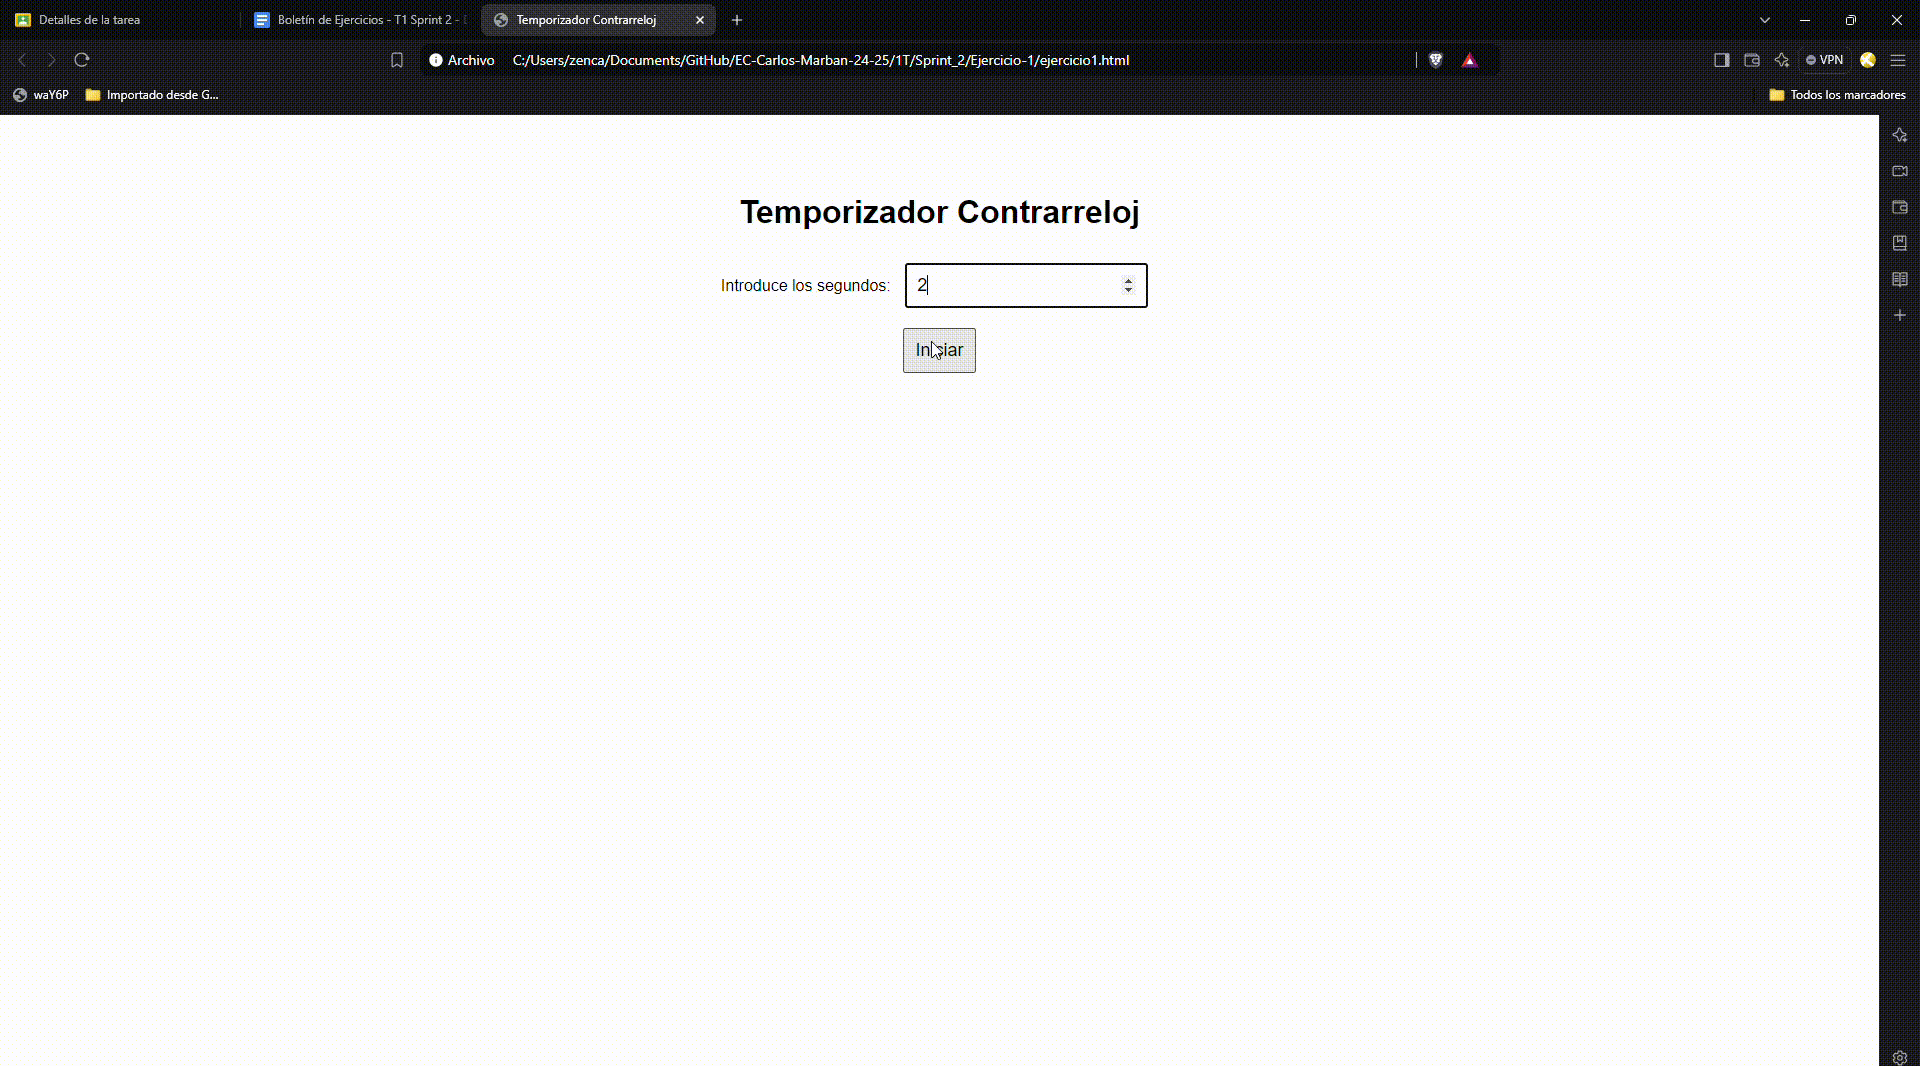 Detalles de la tarea
Boletín de Ejercicios - T1 Sprint 2 -
Temporizador Contrarreloj
Archivo C:/Users/zenca/Documents/GitHub/EC-Carlos-Marban-24-25/1T/Sprint_2/Ejercicio-1/ejercicio1.html
VPN
waY6P
Importado desde G...
Todos los marcadores
Temporizador Contrarreloj
Introduce los segundos: 2
Iniciar